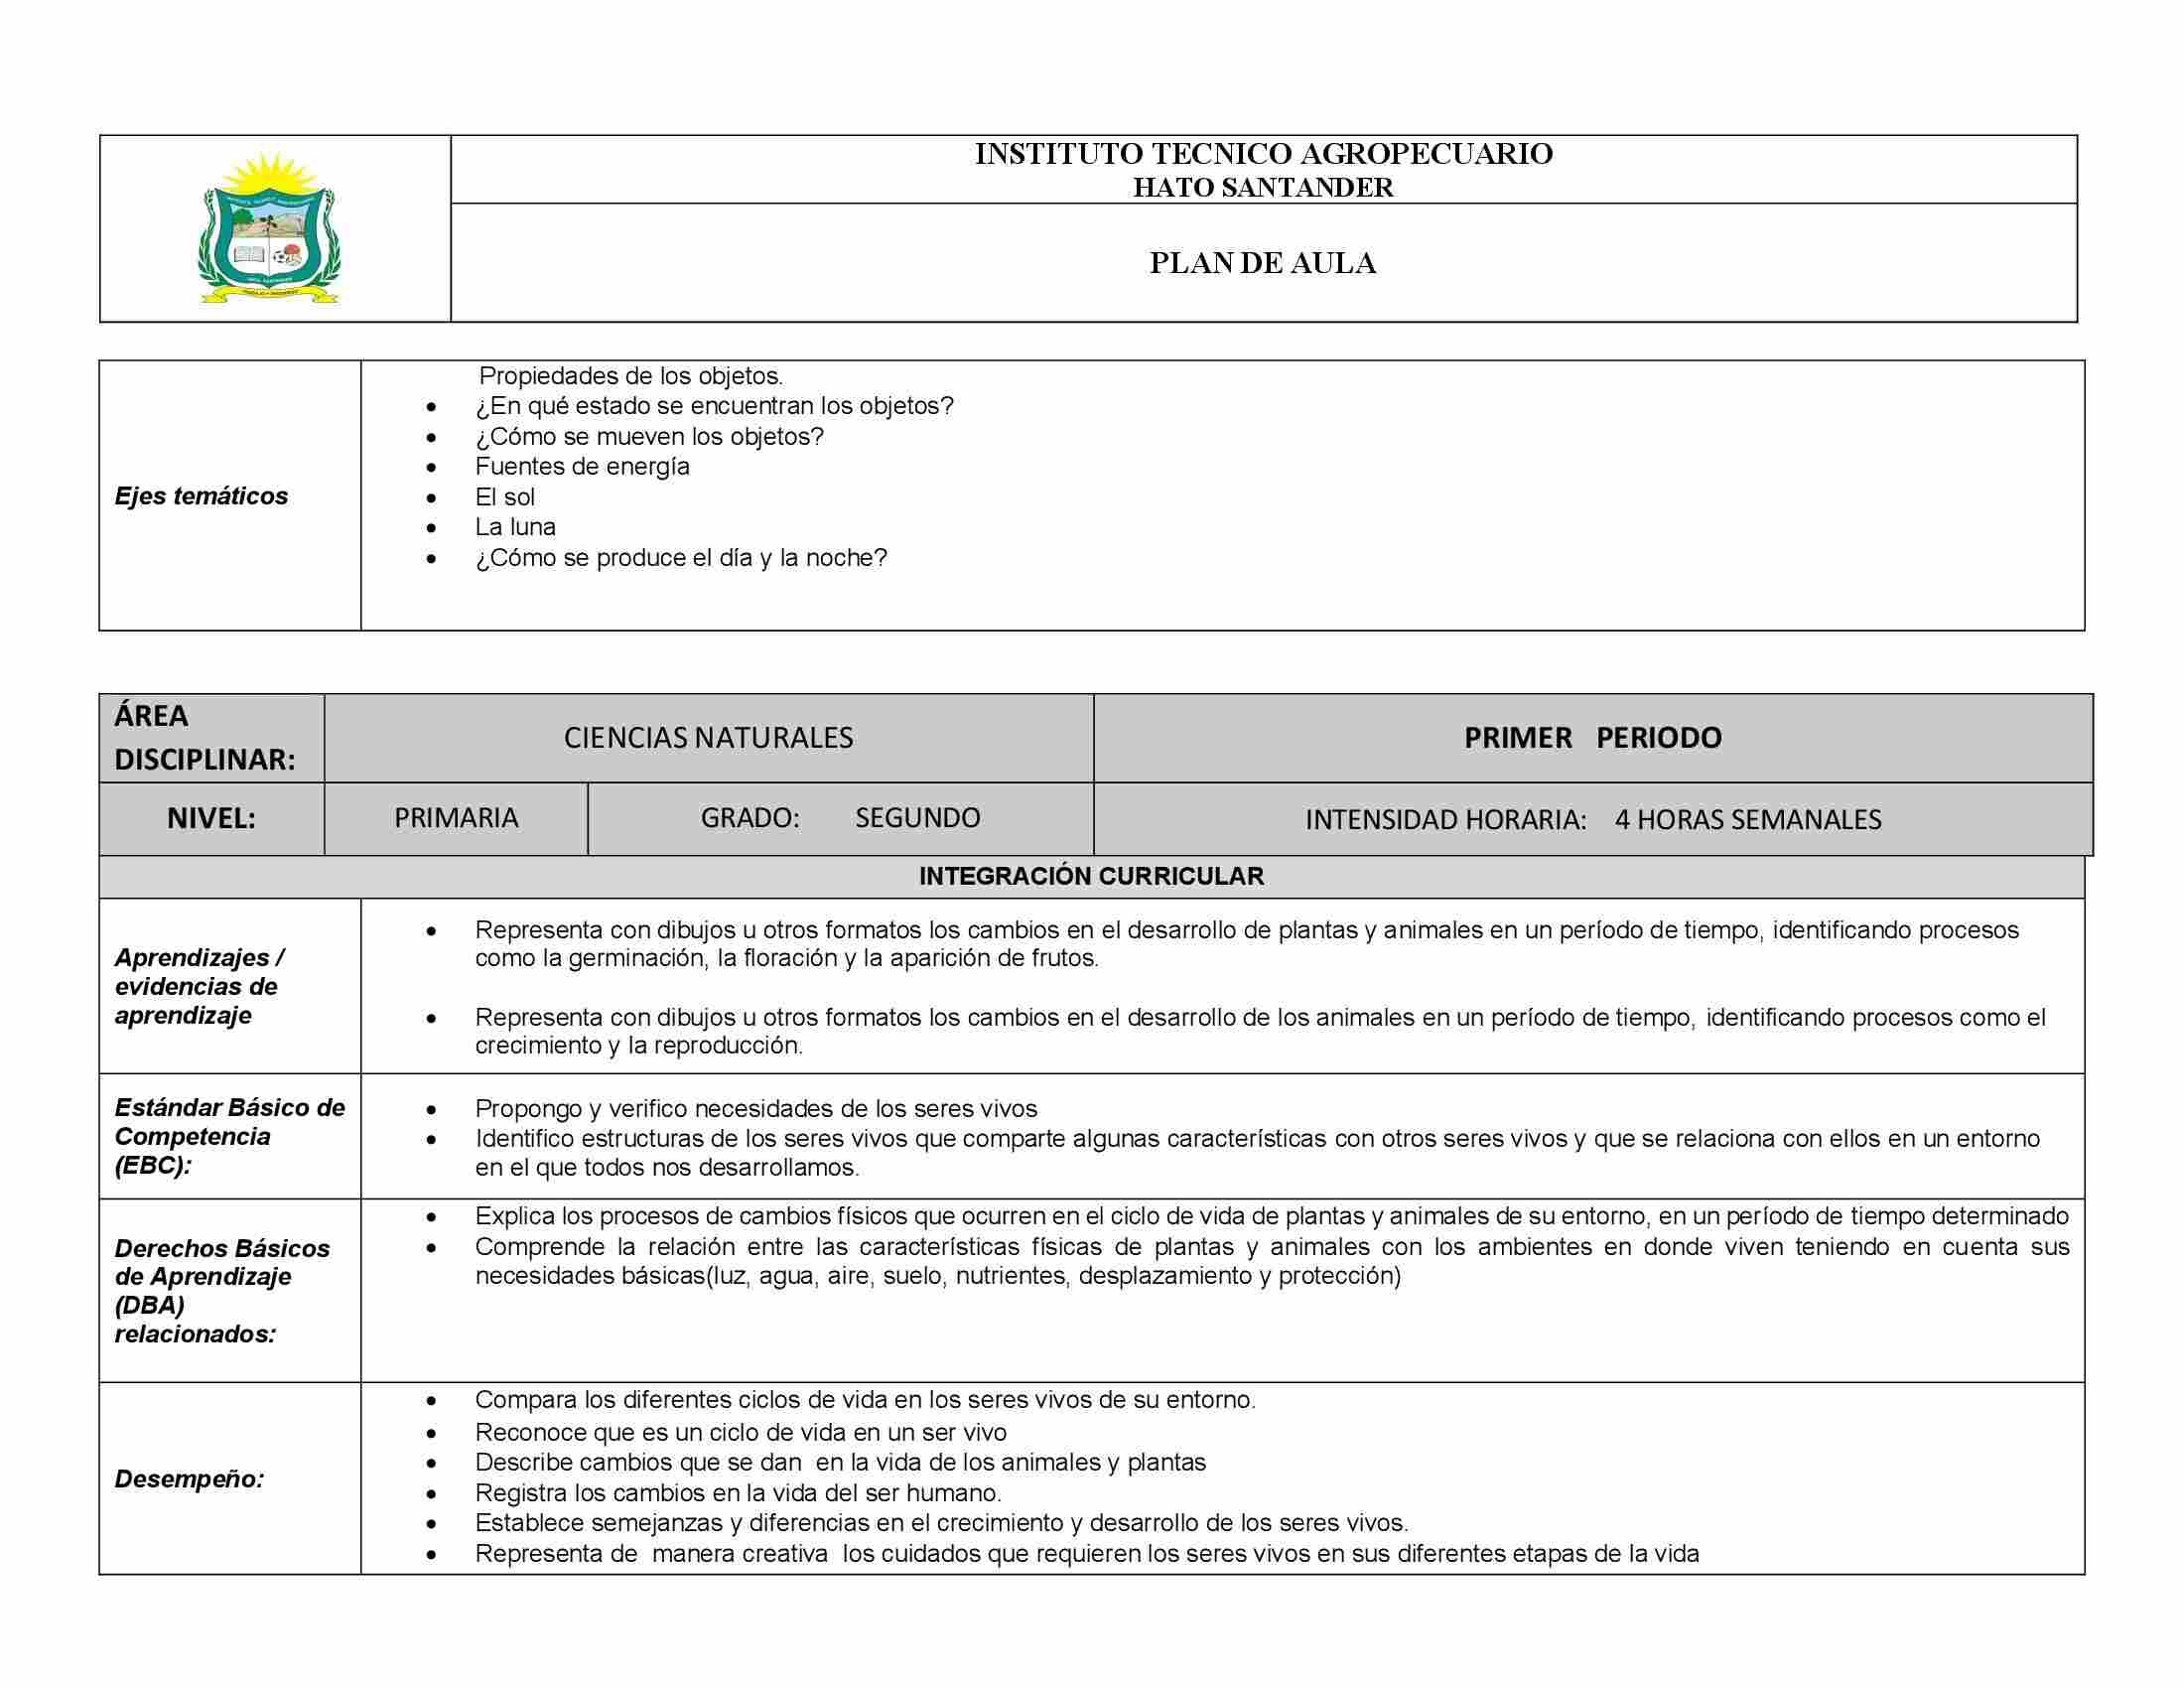 INSTITUTO TECNICO AGROPECUARIO
HATO SANTANDER
PLAN DE AULA
Ejes temáticos
Propiedades de los objetos.
• ¿En qué estado se encuentran los objetos?
• ¿Cómo se mueven los objetos?
• Fuentes de energía
• El sol
• La luna
• ¿Cómo se produce el día y la noche?
ÁREA
DISCIPLINAR:
CIENCIAS NATURALES
PRIMER PERIODO
NIVEL:
PRIMARIA
GRADO: SEGUNDO
INTENSIDAD HORARIA: 4 HORAS SEMANALES
INTEGRACIÓN CURRICULAR
Aprendizajes /
evidencias de
aprendizaje
• Representa con dibujos u otros formatos los cambios en el desarrollo de plantas y animales en un período de tiempo, identificando procesos
como la germinación, la floración y la aparición de frutos.
• Representa con dibujos u otros formatos los cambios en el desarrollo de los animales en un período de tiempo, identificando procesos como el
crecimiento y la reproducción.
Estándar Básico de
Competencia
(EBC):
• Propongo y verifico necesidades de los seres vivos
• Identifico estructuras de los seres vivos que comparte algunas características con otros seres vivos y que se relaciona con ellos en un entorno
en el que todos nos desarrollamos.
Derechos Básicos
de Aprendizaje
(DBA)
relacionados:
• Explica los procesos de cambios físicos que ocurren en el ciclo de vida de plantas y animales de su entorno, en un período de tiempo determinado
• Comprende la relación entre las características físicas de plantas y animales con los ambientes en donde viven teniendo en cuenta sus
necesidades básicas(luz, agua, aire, suelo, nutrientes, desplazamiento y protección)
Desempeño:
• Compara los diferentes ciclos de vida en los seres vivos de su entorno.
• Reconoce que es un ciclo de vida en un ser vivo
• Describe cambios que se dan en la vida de los animales y plantas
• Registra los cambios en la vida del ser humano.
• Establece semejanzas y diferencias en el crecimiento y desarrollo de los seres vivos.
• Representa de manera creativa los cuidados que requieren los seres vivos en sus diferentes etapas de la vida